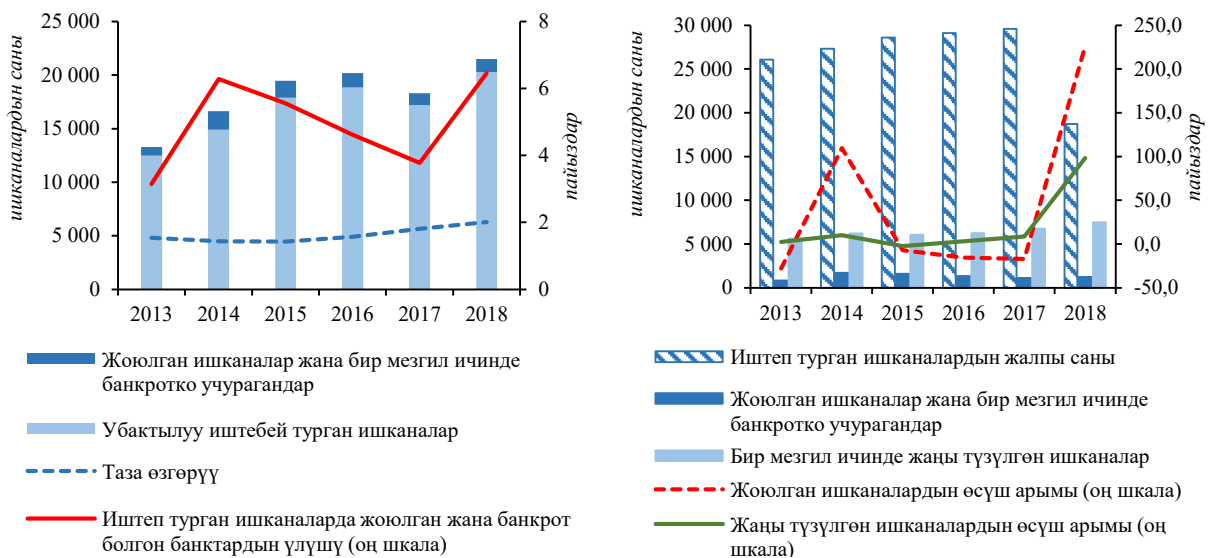 25 000
20 000
15 000
10 000
5 000
0
ишканалардын саны
8
6
4
2
0
пайыздар
2013 2014 2015 2016 2017 2018
Жоюлган ишканалар жана бир мезгил ичинде
банкротко учурагандар
Убактылуу иштебей турган ишканалар
Таза өзгөрүү
Иштеп турган ишканаларда жоюлган жана банкрот
болгон банктардын үлүшү (оң шкала)
30 000
25 000
20 000
15 000
10 000
5 000
0
ишканалардын саны
250,0
200,0
150,0
100,0
50,0
0,0
-50,0
пайыздар
2013 2014 2015 2016 2017 2018
Иштеп турган ишканалардын жалпы саны
Жоюлган ишканалар жана бир мезгил ичинде
банкротко учурагандар
Бир мезгил ичинде жаңы түзүлгөн ишканалар
Жоюлган ишканалардын өсүш арымы (оң шкала)
Жаңы түзүлгөн ишканалардын өсүш арымы (оң
шкала)